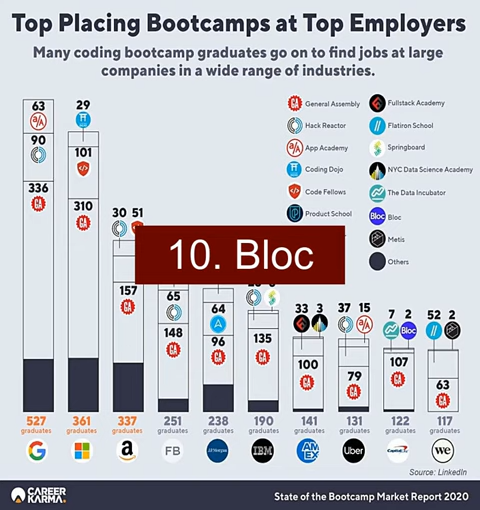 Top Placing Bootcamps at Top Employers
Many coding bootcamp graduates go on to find jobs at large
companies in a wide range of industries.
General Assembly
Hack Reactor
App Academy
Coding Dojo
Code Fellows
Product School
Fullstack Academy
Flatiron School
Springboard
NYC Data Science Academy
The Data Incubator
Bloc
Metis
Others
10. Bloc
63
90
336
29
101
310
30 51
157
65
148
64
96
135
33 3
100
37 15
79
7 2
107
52 2
63
527 361 337 251 238 190 141 131 122 117
graduates graduates graduates graduates graduates graduates graduates graduates graduates graduates
G a FB J.P.Morgan IBM AM EX Uber Capital One we
Source: LinkedIn
CAREER
KARMA.
State of the Bootcamp Market Report 2020